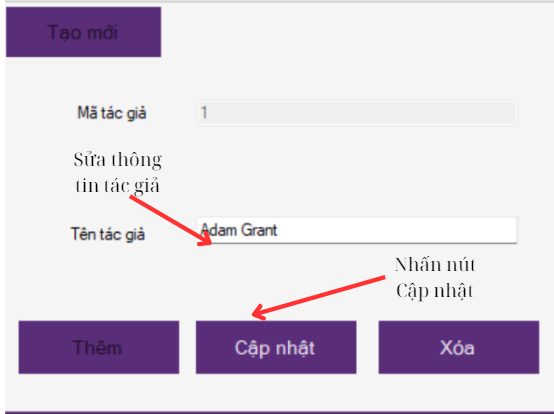 Tạo mới
Mã tác giả
1
Sửa thông
tin tác giả
Tên tác giả
Adam Grant
Nhấn nút
Cập nhật
Thêm
Cập nhật
Xóa